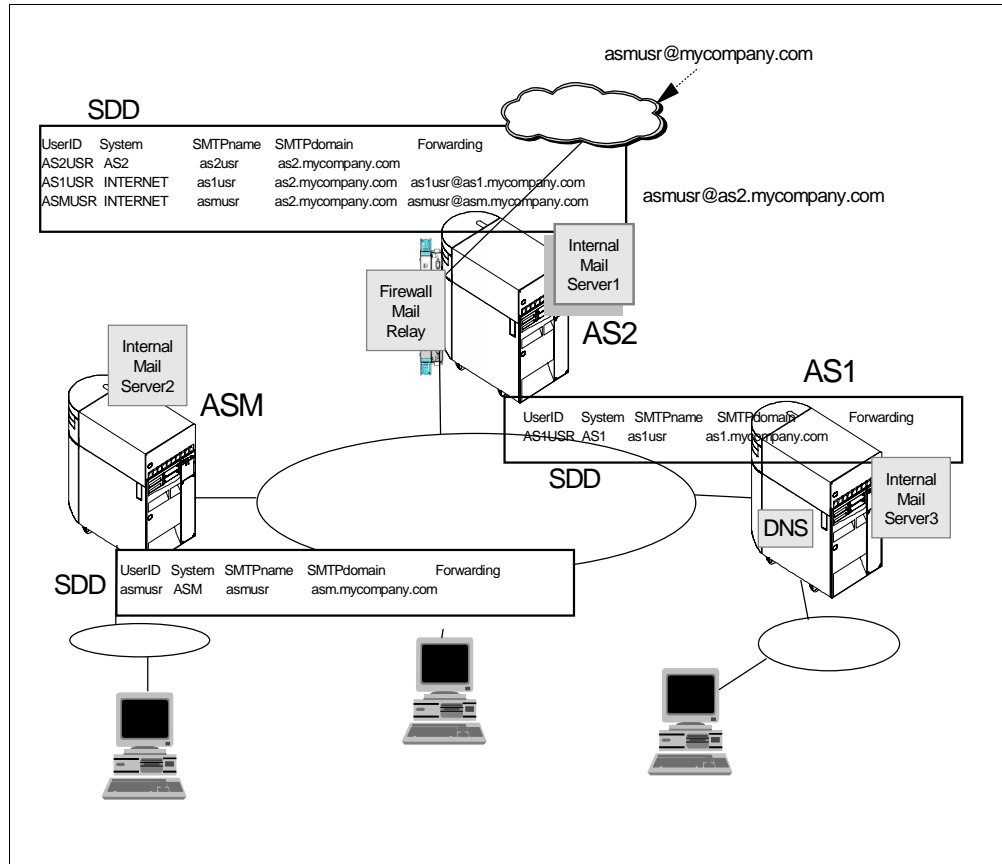 asmusr@mycompany.com
SDD
UserID System SMTPname SMTPdomain Forwarding
AS2USR AS2 as2usr as2.mycompany.com
AS1USR INTERNET as1usr as2.mycompany.com as1usr@as1.mycompany.com
ASMUSR INTERNET asmusr as2.mycompany.com asmusr@asm.mycompany.com
asmusr@as2.mycompany.com
Internal
Mail
Server1
Firewall
Mail
Relay
AS2
Internal
Mail
Server2
ASM
AS1
UserID System SMTPname SMTPdomain Forwarding
AS1USR AS1 as1usr as1.mycompany.com
SDD
Internal
Mail
Server3
DNS
SDD
UserID System SMTPname SMTPdomain Forwarding
asmusr ASM asmusr asm.mycompany.com